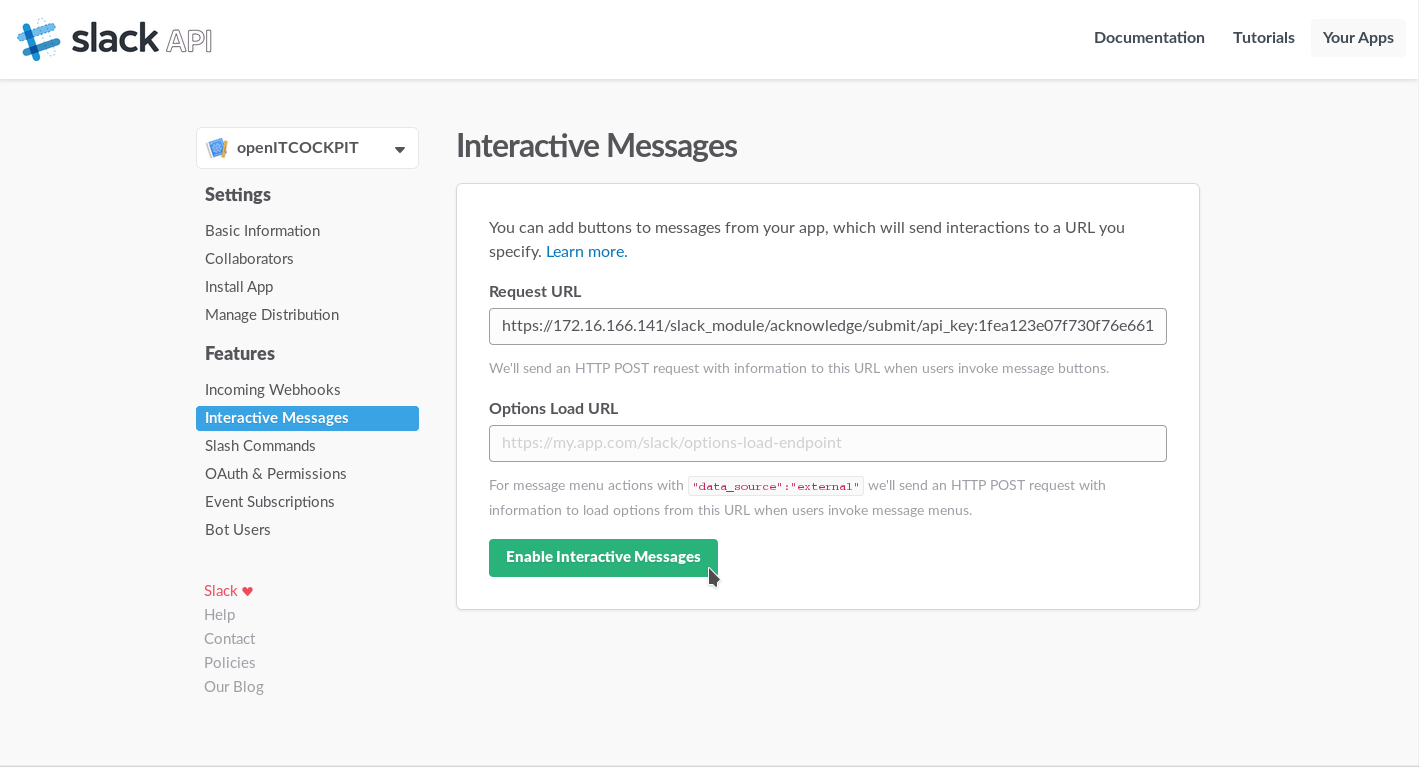 slack API
Documentation
Tutorials
Your Apps
openITCOCKPIT
Settings
Basic Information
Collaborators
Install App
Manage Distribution
Features
Incoming Webhooks
Interactive Messages
Slash Commands
OAuth & Permissions
Event Subscriptions
Bot Users
Slack ♥
Help
Contact
Policies
Our Blog
Interactive Messages
You can add buttons to messages from your app, which will send interactions to a URL you
specify. Learn more.
Request URL
https://172.16.166.141/slack_module/acknowledge/submit/api_key:1fea123e07f730f76e661
We'll send an HTTP POST request with information to this URL when users invoke message buttons.
Options Load URL
https://my.app.com/slack/options-load-endpoint
For message menu actions with "data_source":"external" we'll send an HTTP POST request with
information to load options from this URL when users invoke message menus.
Enable Interactive Messages